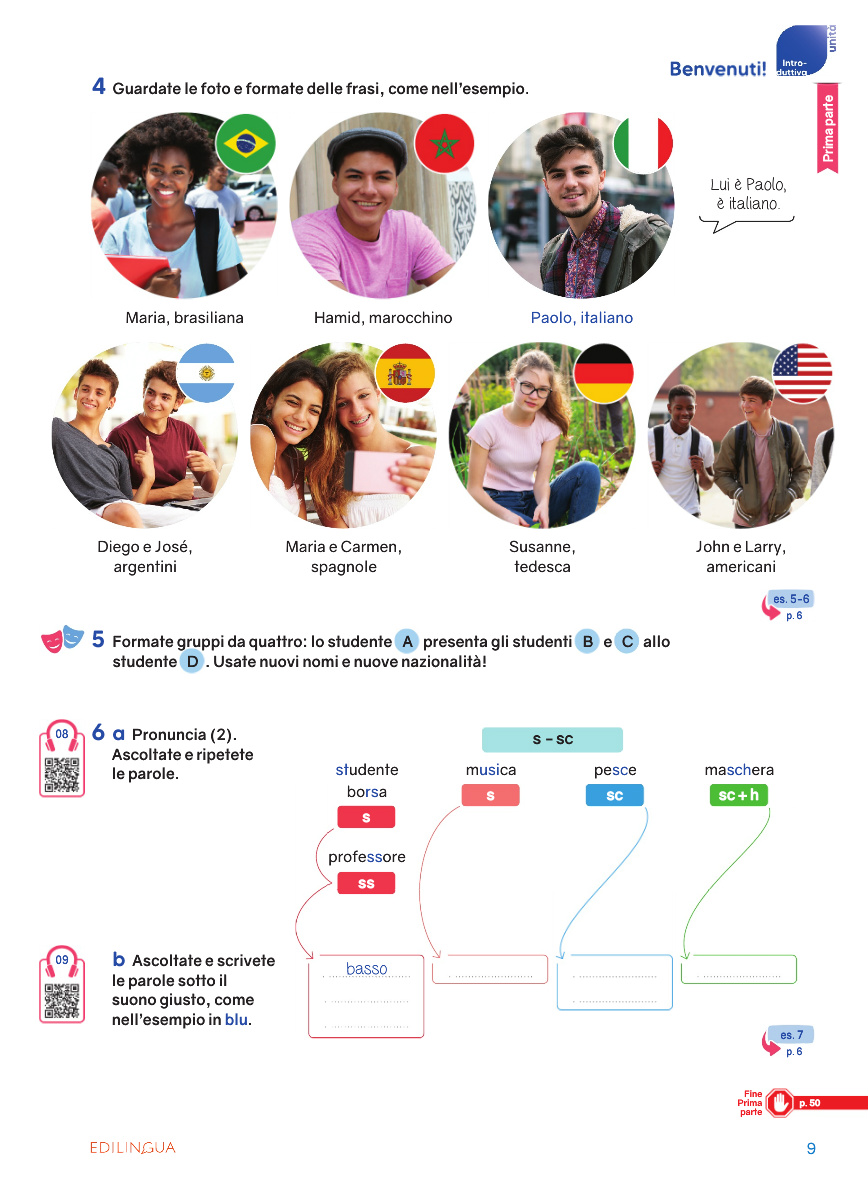 Benvenuti!
Intro-
duttiva
unità
Prima parte
4 Guardate le foto e formate delle frasi, come nell'esempio.
Lui è Paolo,
è italiano.
Maria, brasiliana
Hamid, marocchino
Paolo, italiano
Diego e José,
argentini
Maria e Carmen,
spagnole
Susanne,
tedesca
John e Larry,
americani
es. 5-6
p. 6
5 Formate gruppi da quattro: lo studente A presenta gli studenti B e C allo
studente D. Usate nuovi nomi e nuove nazionalità!
08
6 a Pronuncia (2).
Ascoltate e ripetete
le parole.
s – sc
studente
borsa
s
professore
ss
musica
s
pesce
sc
maschera
sc + h
09
b Ascoltate e scrivete
le parole sotto il
suono giusto, come
nell'esempio in blu.
basso
es. 7
p. 6
Fine
Prima
parte
p. 50
EDILINGUA
9